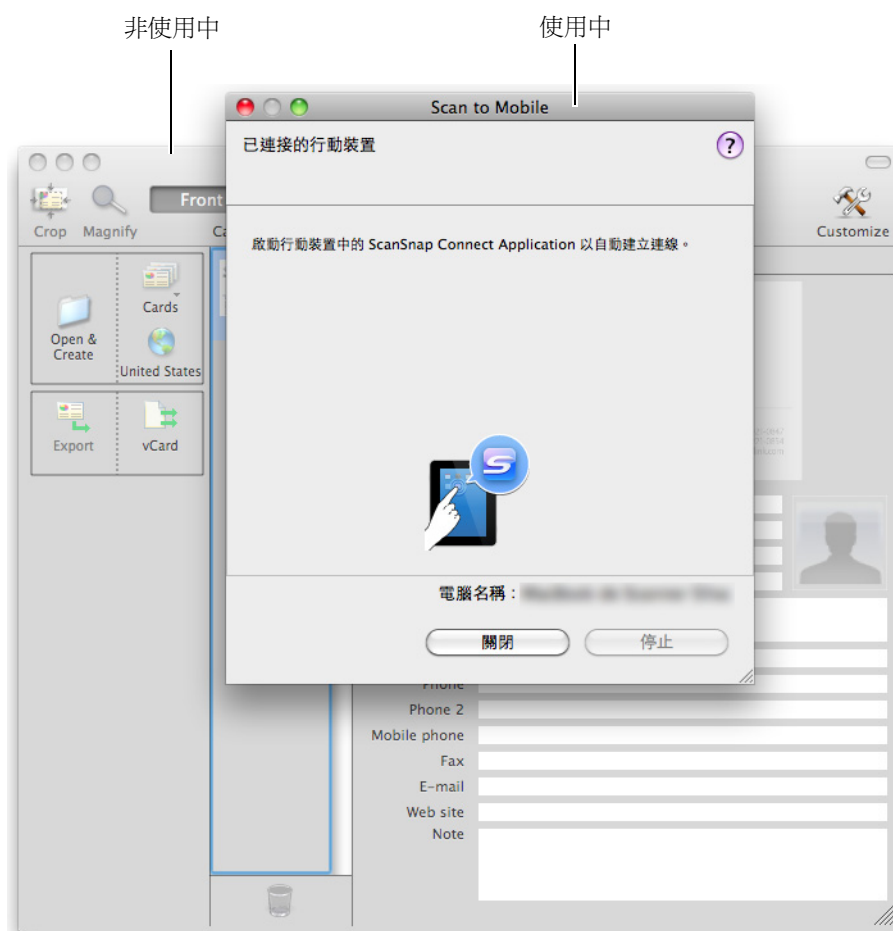 非使用中
使用中
Scan to Mobile
已連接的行動裝置
?
Front
Crop
Magnify
Customize
啟動行動裝置中的 ScanSnap Connect Application 以自動建立連線。
Cards
Open &
Create
United States
Export
vCard
電腦名稱：
關閉
停止
Phone
Phone 2
Mobile phone
Fax
E-mail
Web site
Note